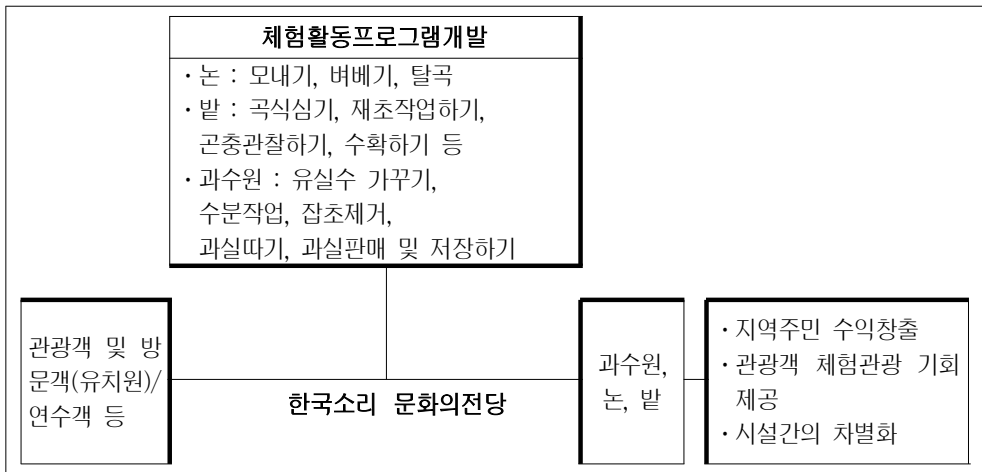 체험활동프로그램개발
· 논 : 모내기, 벼베기, 탈곡
· 밭 : 곡식심기, 재초작업하기,
곤충관찰하기, 수확하기 등
· 과수원 : 유실수 가꾸기,
수분작업, 잡초제거,
과실따기, 과실판매 및 저장하기
관광객 및 방
문객(유치원)/
연수객 등
한국소리 문화의전당
과수원,
논, 밭
· 지역주민 수익창출
· 관광객 체험관광 기회
제공
· 시설간의 차별화